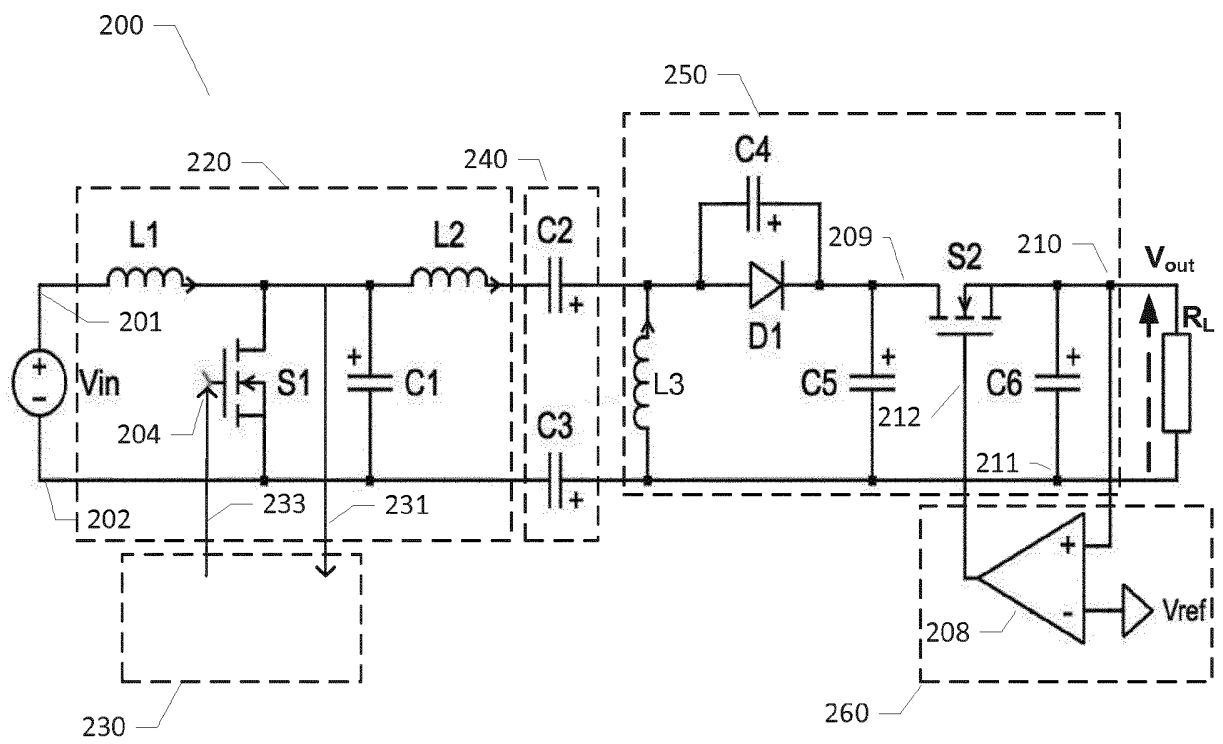 200
250
220
240
C4
+
L1
L2
C2
209
S2
210
Vout
+
201
D1
RL
+
Vin
-
S1
+
C1
L3
C5
+
C6
+
204
C3
212
211
202
233
231
+
+
-
Vref
208
230
260